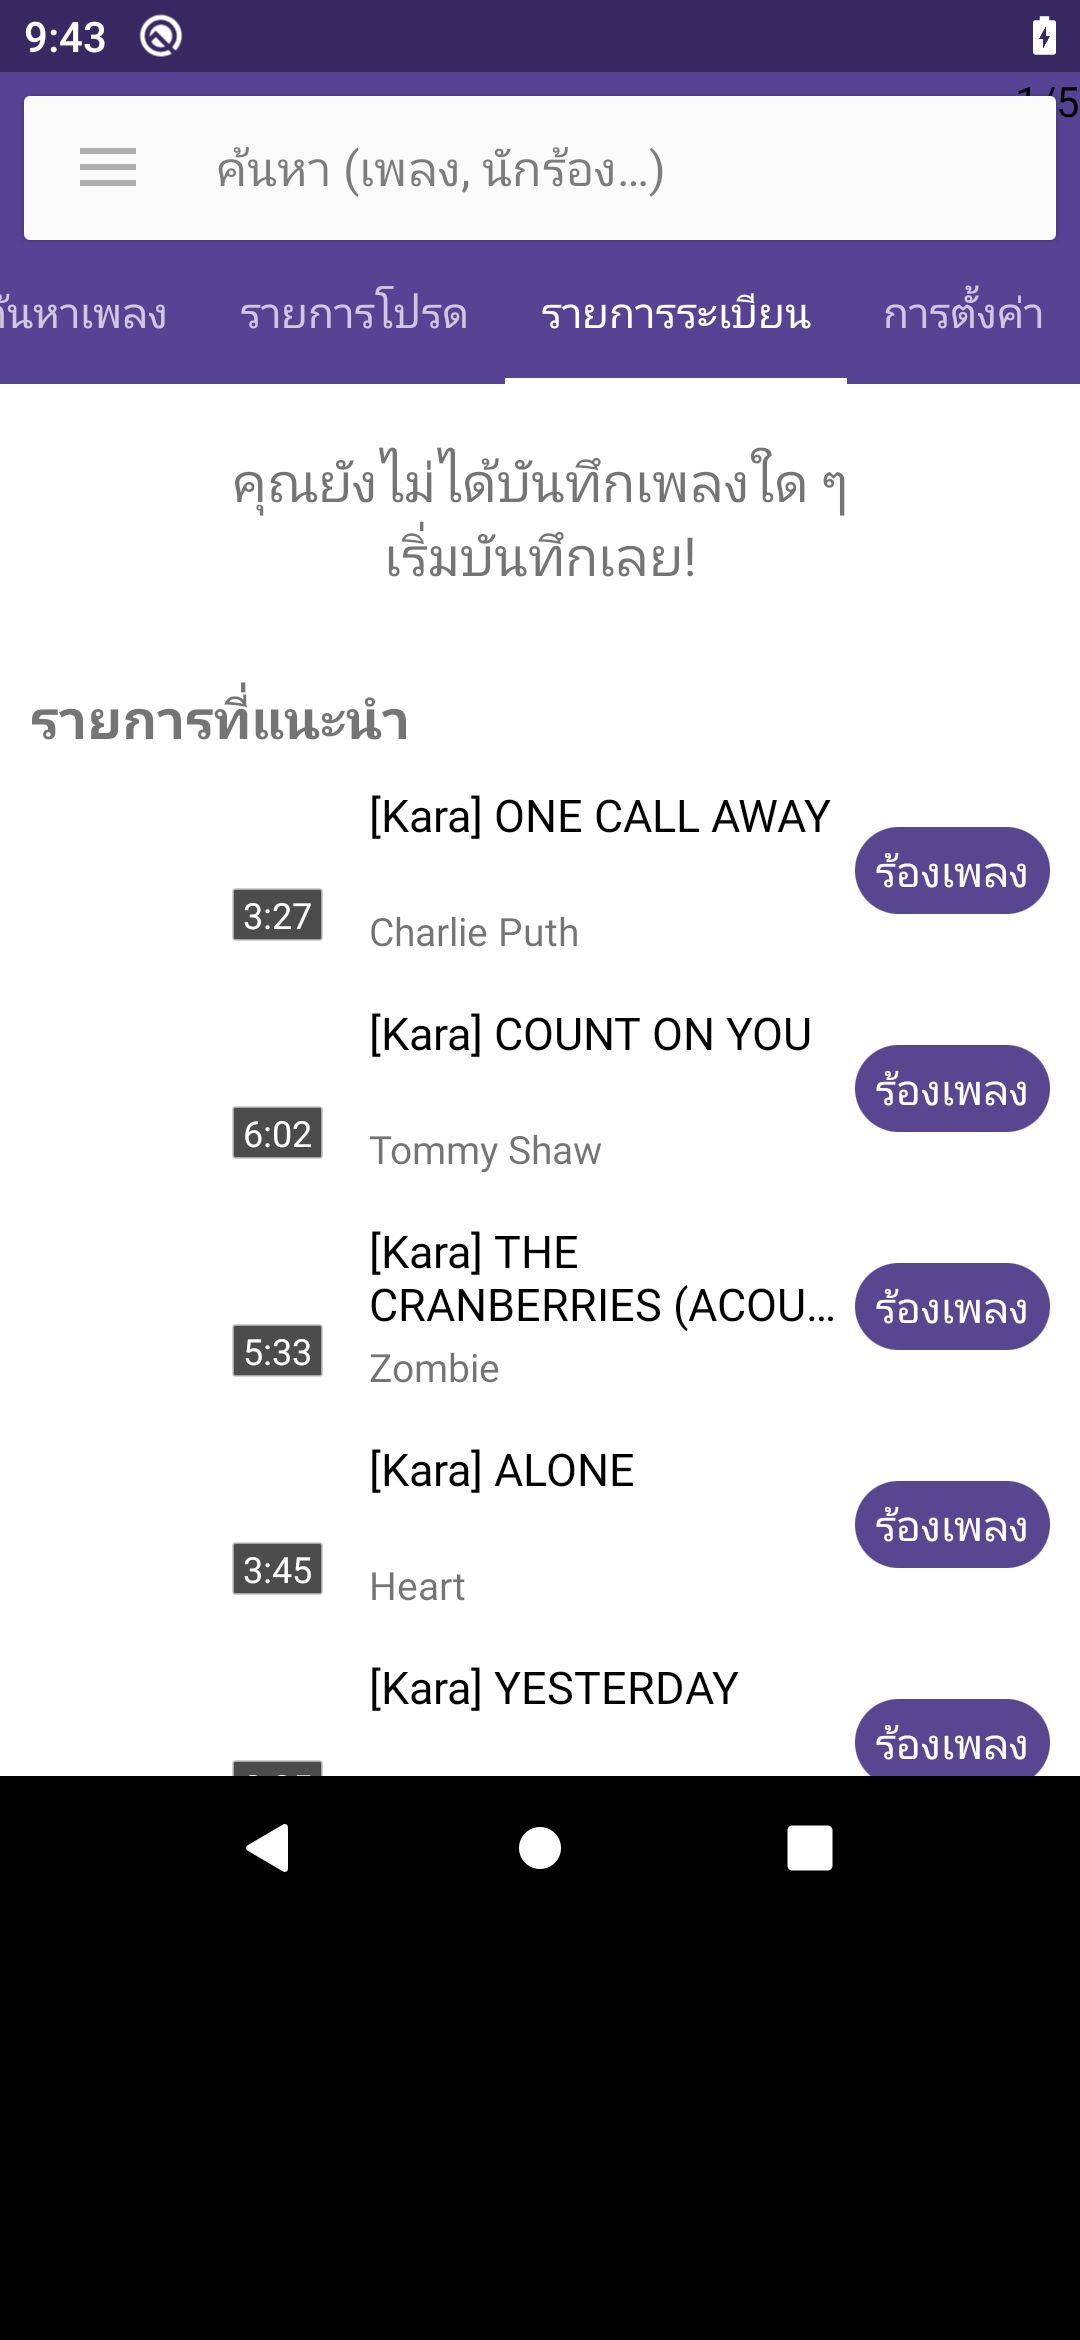 9:43
ค้นหา (เพลง, นักร้อง...)
้นหาเพลง
รายการโปรด
รายการระเบียน
การตั้งค่า
คุณยังไม่ได้บันทึกเพลงใด ๆ
เริ่มบันทึกเลย!
รายการที่แนะนำ
[Kara] ONE CALL AWAY
ร้องเพลง
3:27
Charlie Puth
[Kara] COUNT ON YOU
ร้องเพลง
6:02
Tommy Shaw
[Kara] THE
CRANBERRIES (ACOU...
ร้องเพลง
5:33
Zombie
[Kara] ALONE
ร้องเพลง
3:45
Heart
[Kara] YESTERDAY
ร้องเพลง